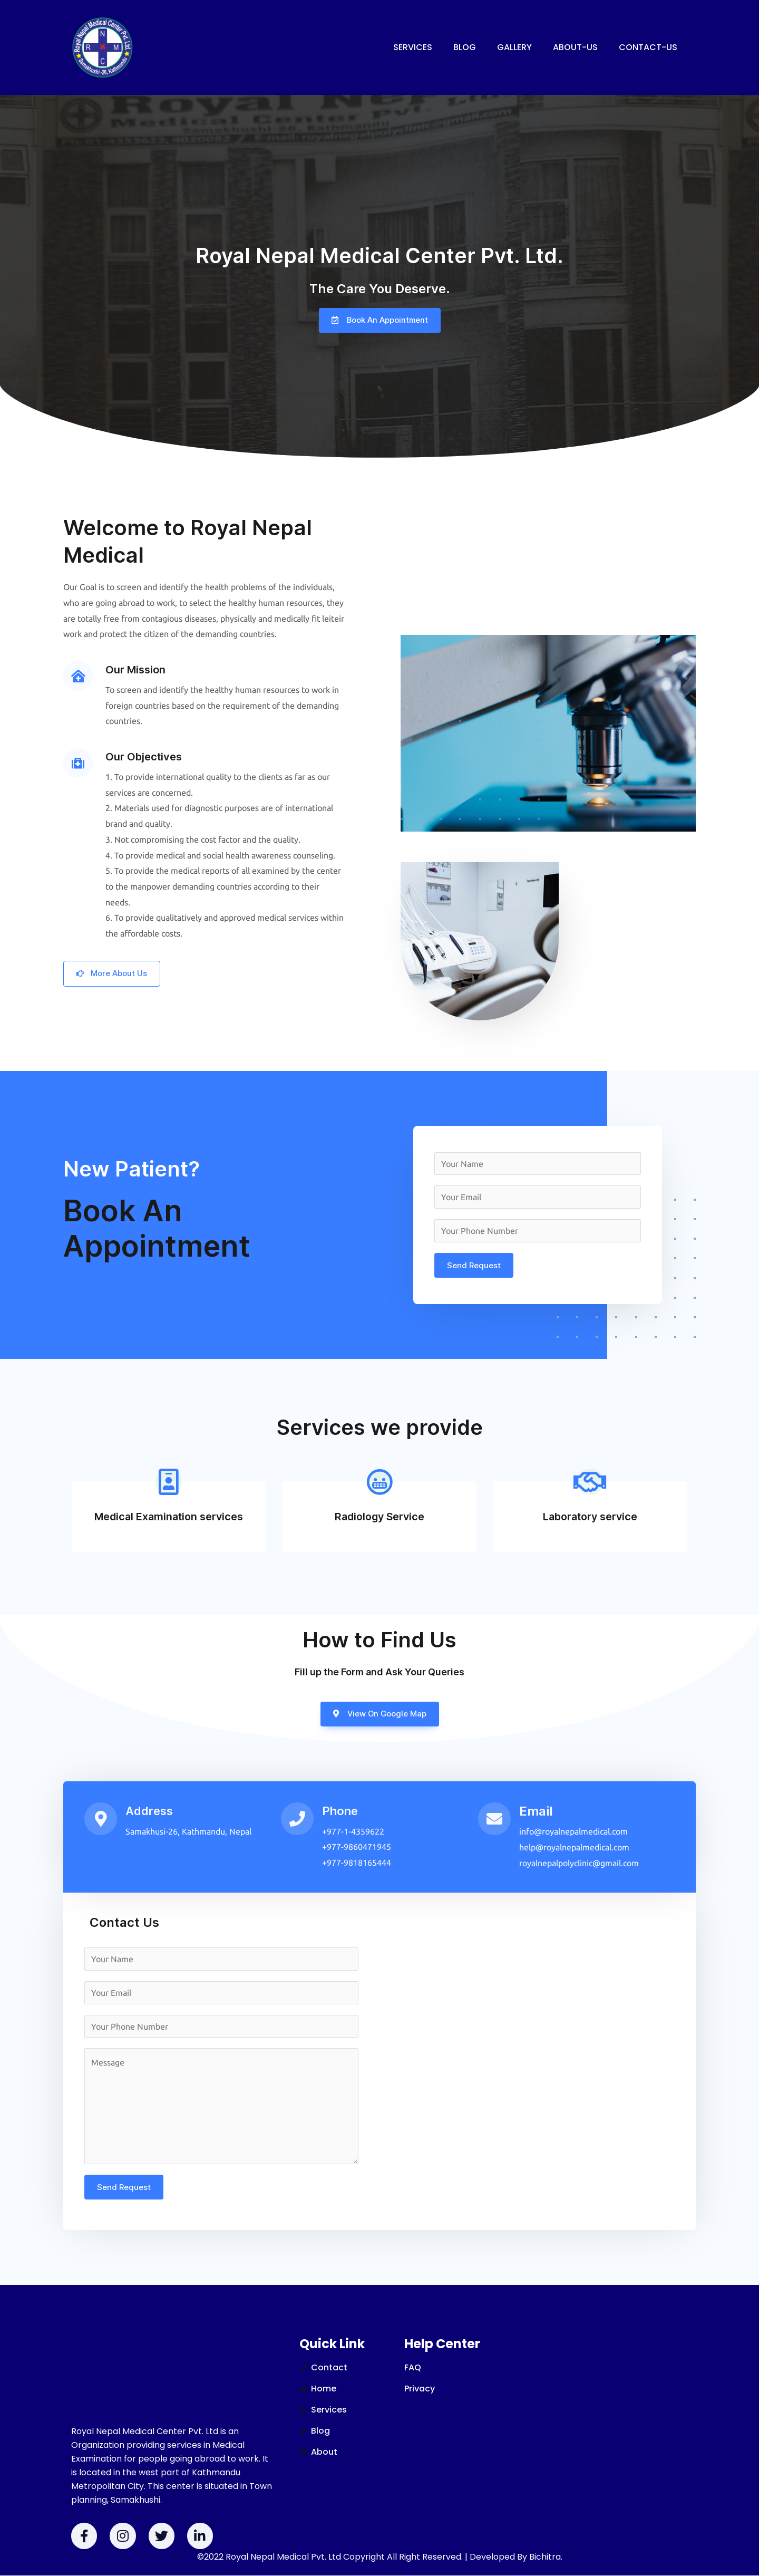 Royal Nepal Medical Center Pvt. Ltd.
N
R M
C
Samakhushi-26, Kathmandu
SERVICES BLOG GALLERY ABOUT-US CONTACT-US
Royal Nepal Medical Center Pvt. Ltd.
The Care You Deserve.
Book An Appointment
Welcome to Royal Nepal
Medical
Our Goal is to screen and identify the health problems of the individuals,
who are going abroad to work, to select the healthy human resources, they
are totally free from contagious diseases, physically and medically fit leiteir
work and protect the citizen of the demanding countries.
Our Mission
To screen and identify the healthy human resources to work in
foreign countries based on the requirement of the demanding
countries.
Our Objectives
1. To provide international quality to the clients as far as our
services are concerned.
2. Materials used for diagnostic purposes are of international
brand and quality.
3. Not compromising the cost factor and the quality.
4. To provide medical and social health awareness counseling.
5. To provide the medical reports of all examined by the center
to the manpower demanding countries according to their
needs.
6. To provide qualitatively and approved medical services within
the affordable costs.
More About Us
New Patient?
Book An
Appointment
Your Name
Your Email
Your Phone Number
Send Request
Services we provide
Medical Examination services
Radiology Service
Laboratory service
How to Find Us
Fill up the Form and Ask Your Queries
View On Google Map
Address
Samakhusi-26, Kathmandu, Nepal
Phone
+977-1-4359622
+977-9860471945
+977-9818165444
Email
info@royalnepalmedical.com
help@royalnepalmedical.com
royalnepalpolyclinic@gmail.com
Contact Us
Your Name
Your Email
Your Phone Number
Message
Send Request
Royal Nepal Medical Center Pvt. Ltd is an
Organization providing services in Medical
Examination for people going abroad to work. It
is located in the west part of Kathmandu
Metropolitan City. This center is situated in Town
planning, Samakhushi.
Quick Link
Contact
Home
Services
Blog
About
Help Center
FAQ
Privacy
©2022 Royal Nepal Medical Pvt. Ltd Copyright All Right Reserved. | Developed By Bichitra.